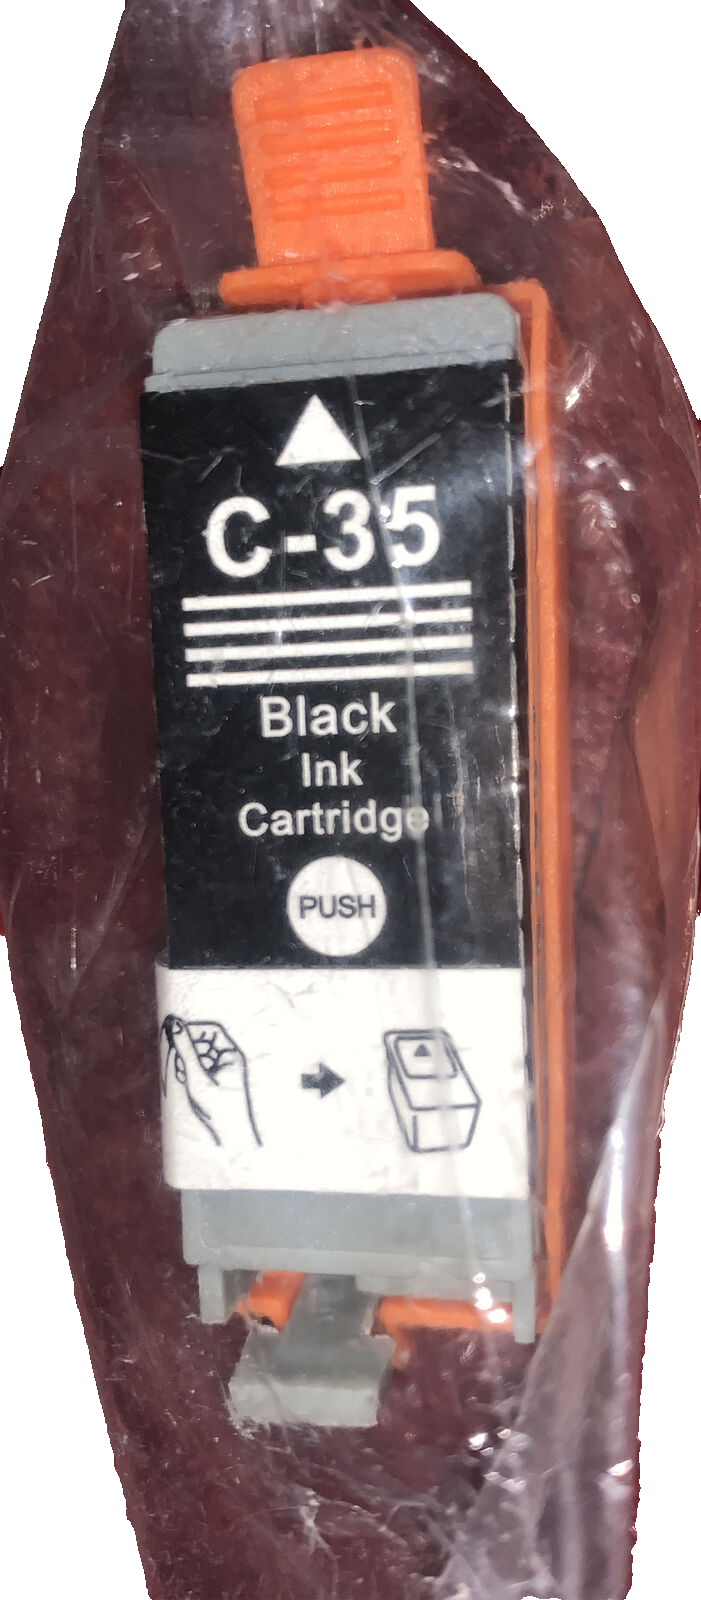 C-35
Black
Ink
Cartridge
PUSH